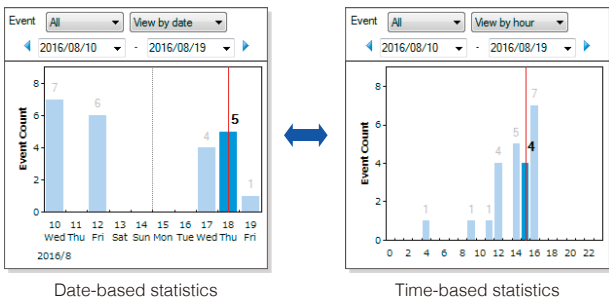 Event All View by date
2016/08/10 - 2016/08/19
Event Count
8
6
4
2
0
7
6
4
5
1
10 11 12 13 14 15 16 17 18 19
Wed Thu Fri Sat Sun Mon Tue Wed Thu Fri
2016/8
Date-based statistics
Event All View by hour
2016/08/10 - 2016/08/19
Event Count
8
6
4
2
0
1
1
1
4
5
4
7
0 2 4 6 8 10 12 14 16 18 20 22
Time-based statistics